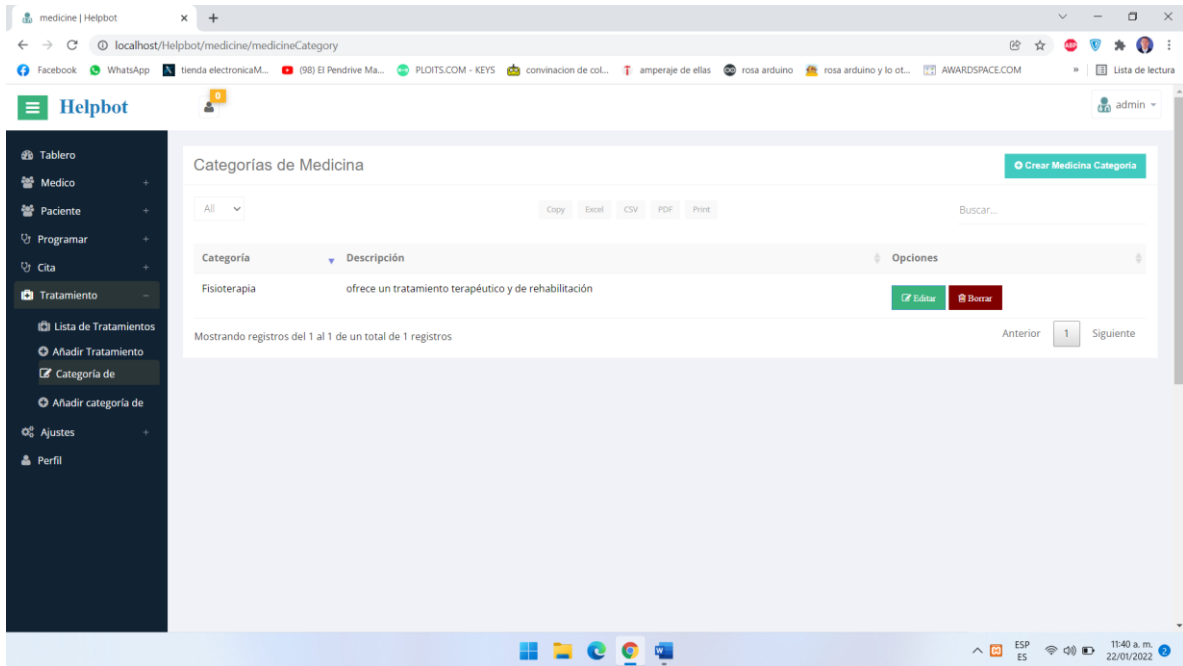 medicine | Helpbot
localhost/Helpbot/medicine/medicineCategory
ABP
Facebook WhatsApp tienda electronicaM... (98) El Pendrive Ma... PLOITS.COM - KEYS convinacion de col... amperaje de ellas rosa arduino rosa arduino y lo ot... AWARDSPACE.COM » Lista de lectura
Helpbot 0 admin
Tablero
Medico +
Paciente +
Programar +
Cita +
Tratamiento −
Lista de Tratamientos
Añadir Tratamiento
Categoría de
Añadir categoría de
Ajustes +
Perfil
Categorías de Medicina Crear Medicina Categoria
All Copy Excel CSV PDF Print Buscar...
Categoría Descripción Opciones
Fisioterapia ofrece un tratamiento terapéutico y de rehabilitación Editar Borrar
Mostrando registros del 1 al 1 de un total de 1 registros Anterior 1 Siguiente
ESP
ES
11:40 a. m.
22/01/2022
2